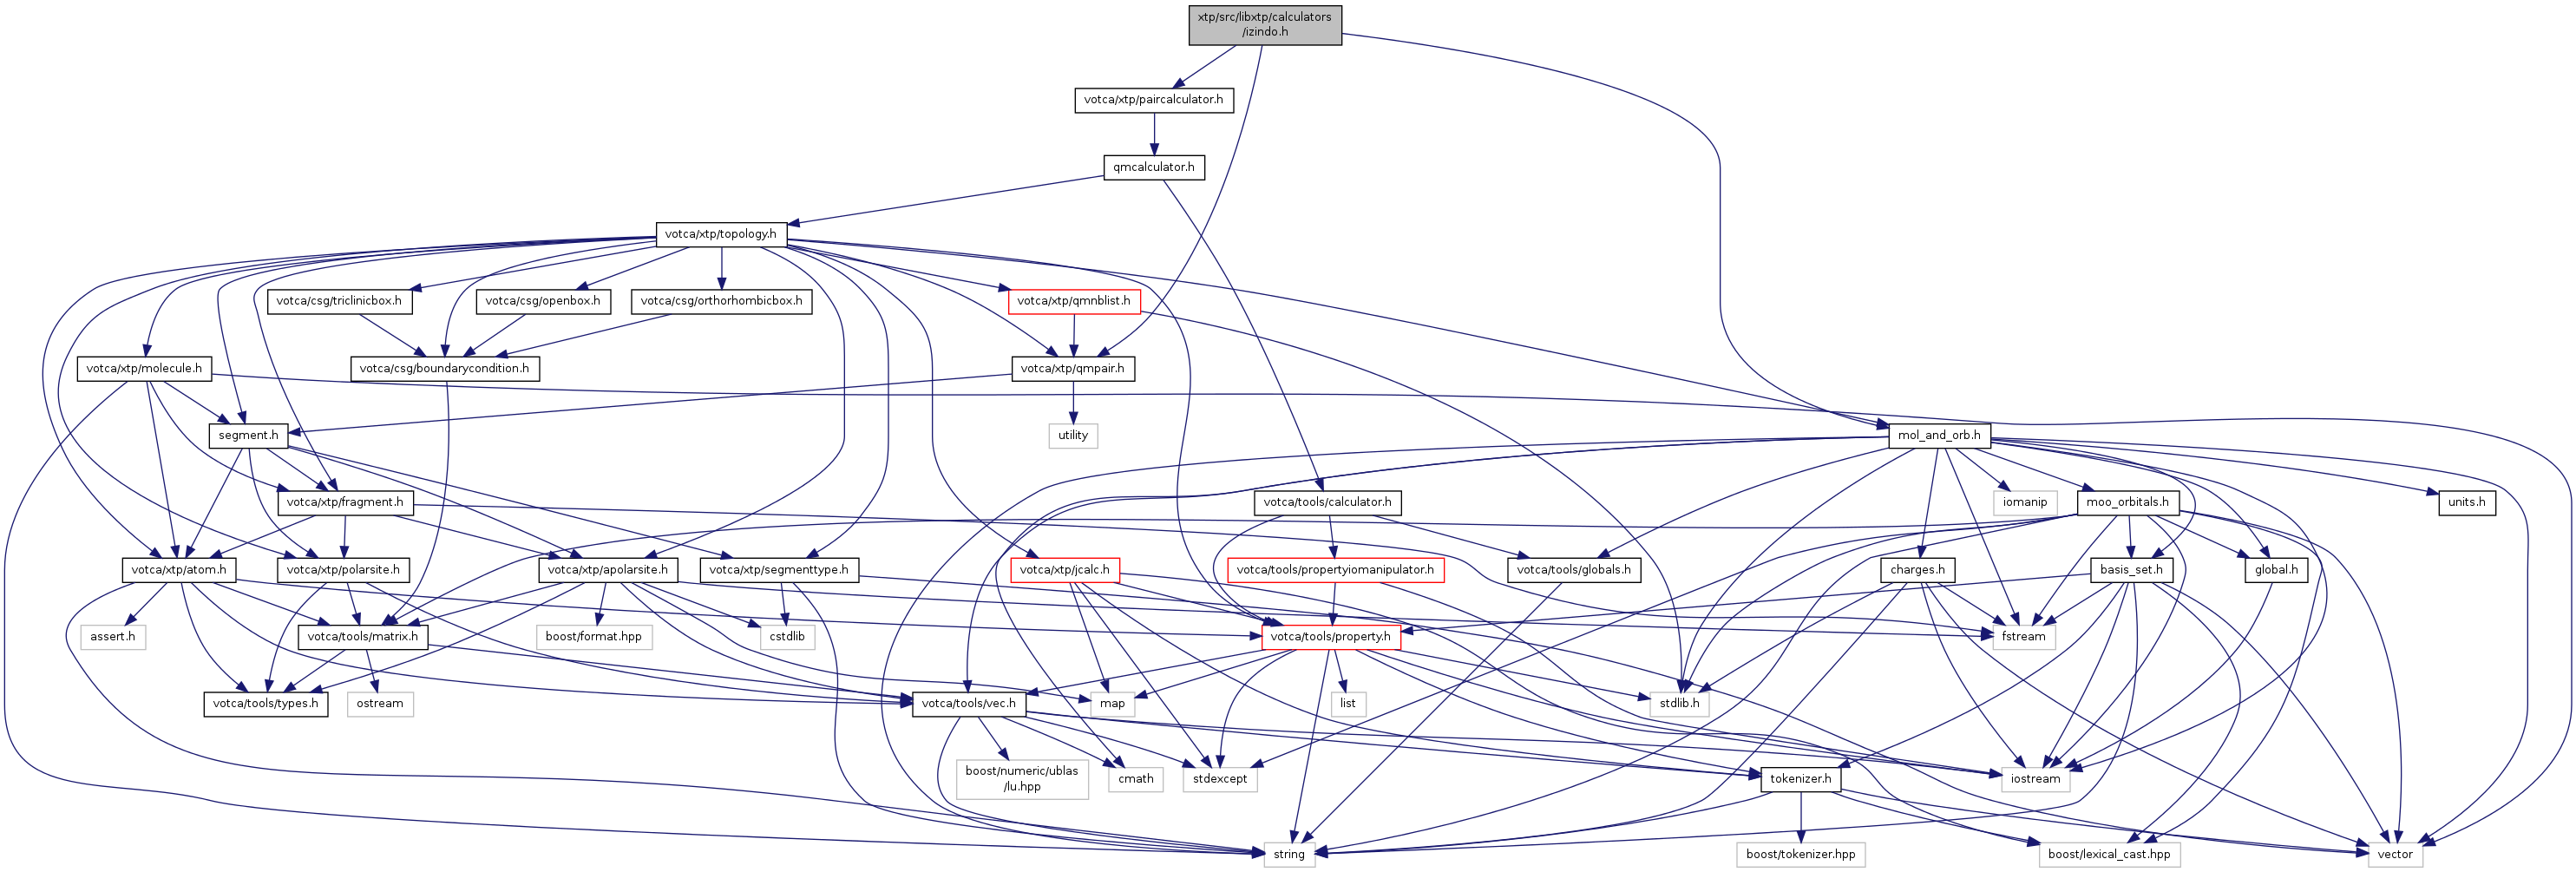 xtp/src/libxtp/calculators
/izindo.h
votca/xtp/paircalculator.h
qmcalculator.h
votca/xtp/topology.h
votca/csg/triclinicbox.h
votca/csg/openbox.h
votca/csg/orthorhombicbox.h
votca/xtp/qmnblist.h
votca/xtp/molecule.h
votca/csg/boundarycondition.h
votca/xtp/qmpair.h
segment.h
utility
mol_and_orb.h
votca/xtp/fragment.h
votca/tools/calculator.h
iomanip
moo_orbitals.h
units.h
votca/xtp/atom.h
votca/xtp/polarsite.h
votca/xtp/apolarsite.h
votca/xtp/segmenttype.h
votca/xtp/jcalc.h
votca/tools/propertyiomanipulator.h
votca/tools/globals.h
charges.h
basis_set.h
global.h
assert.h
votca/tools/matrix.h
boost/format.hpp
cstdlib
votca/tools/property.h
fstream
votca/tools/types.h
ostream
votca/tools/vec.h
map
list
stdlib.h
boost/numeric/ublas
/lu.hpp
cmath
stdexcept
tokenizer.h
iostream
string
boost/tokenizer.hpp
boost/lexical_cast.hpp
vector